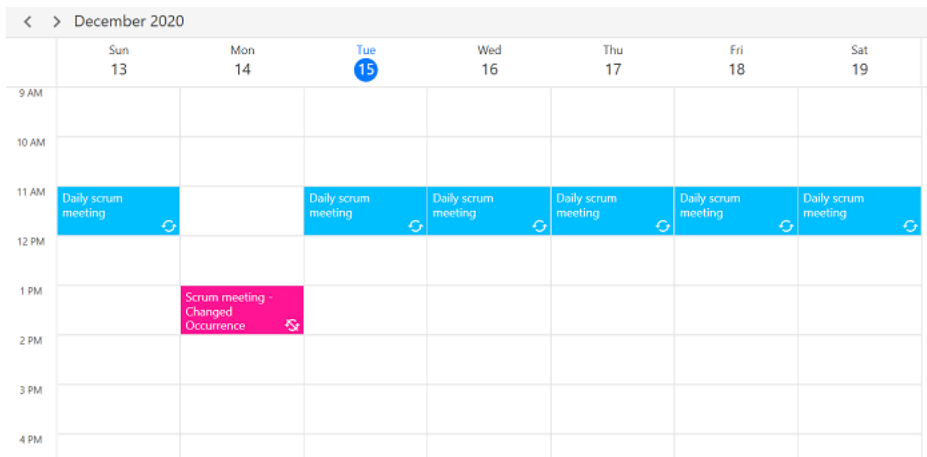 December 2020
Sun Mon Tue Wed Thu Fri Sat
13 14 15 16 17 18 19
9 AM
10 AM
11 AM
Daily scrum
meeting
Daily scrum
meeting
Daily scrum
meeting
Daily scrum
meeting
Daily scrum
meeting
Daily scrum
meeting
12 PM
1 PM
Scrum meeting -
Changed
Occurrence
2 PM
3 PM
4 PM